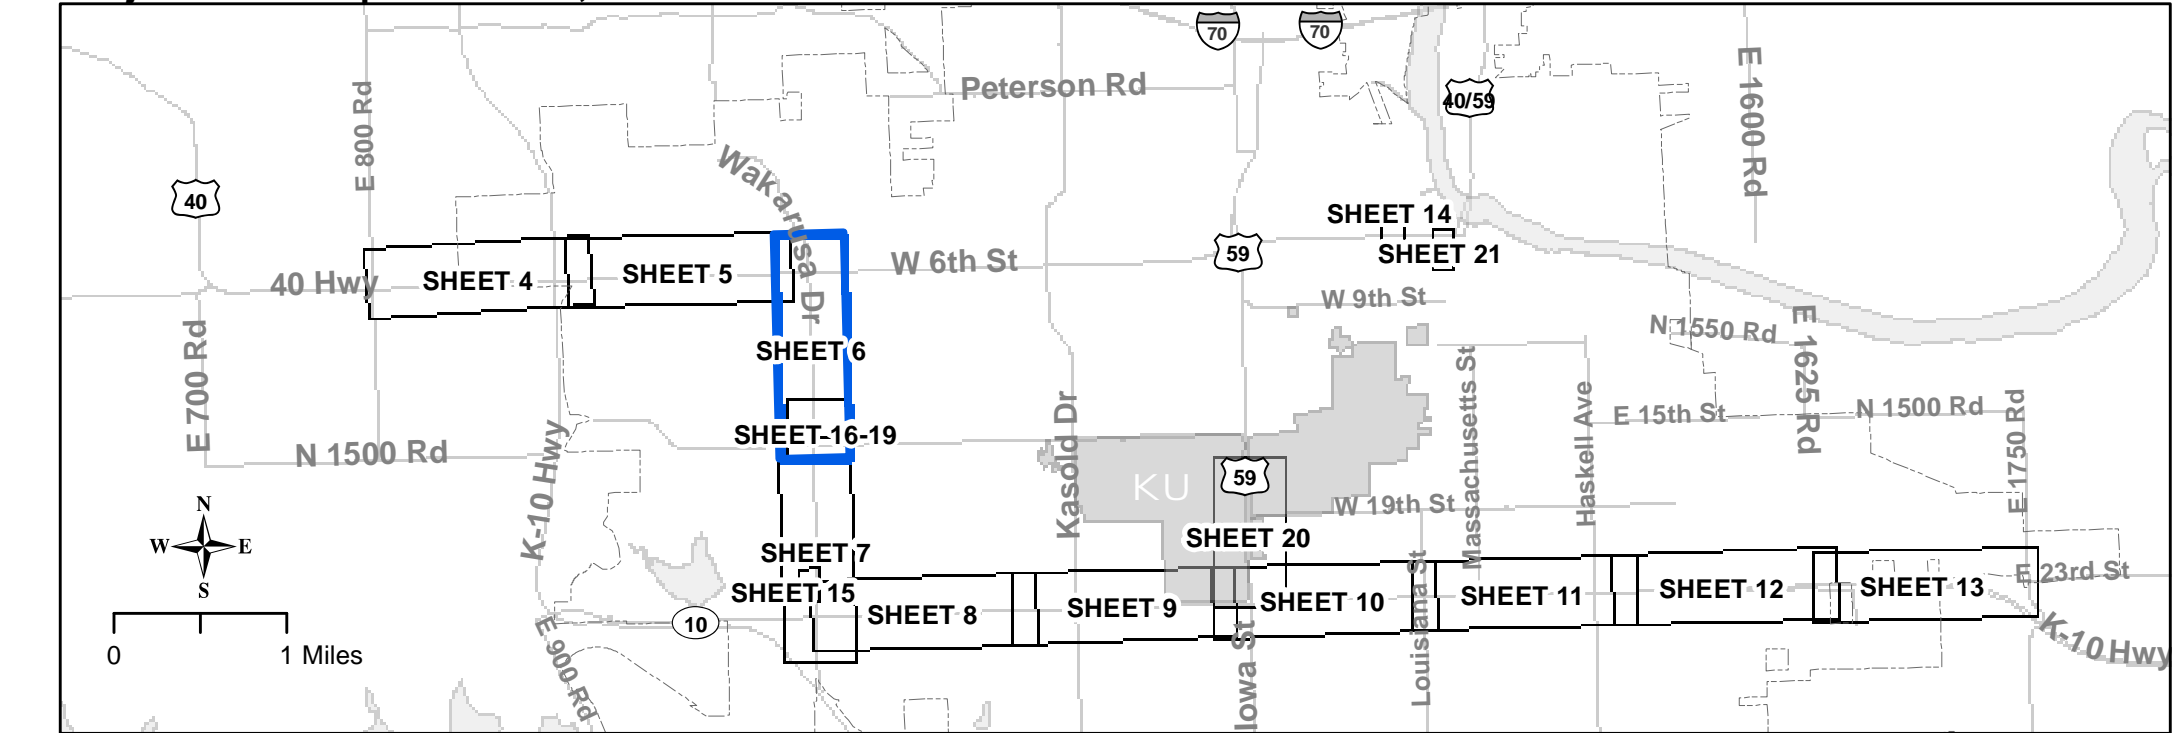 70
70
Peterson Rd
40/59
E 1600 Rd
E 800 Rd
Wakarusa Dr
40
SHEET 14
59
SHEET 21
W 6th St
40 Hwy
SHEET 4
SHEET 5
W 9th St
N 1550 Rd
E 1625 Rd
E 700 Rd
SHEET 6
Massachusetts St
Haskell Ave
E 15th St
N 1500 Rd
E 1750 Rd
SHEET-16-19
N 1500 Rd
K-10 Hwy
Kasold Dr
KU
59
W 19th St
N
W E
S
SHEET 20
SHEET 7
SHEET 15
SHEET 8
SHEET 9
SHEET 10
SHEET 11
SHEET 12
SHEET 13
E 23rd St
10
E 900 Rd
Iowa St
Louisiana St
K-10 Hwy
0 1 Miles